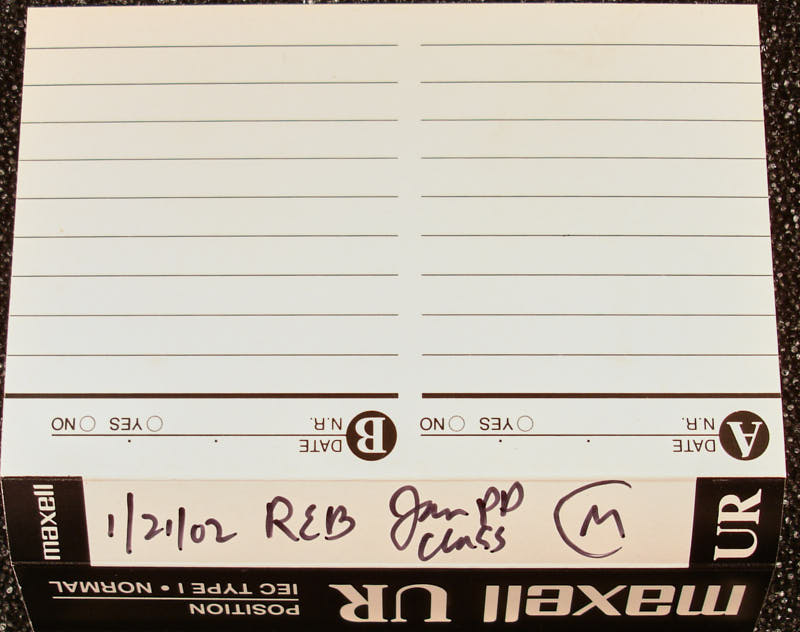 A DATE
N.R. YES NO
B DATE
N.R. YES NO
maxell
1/21/02 REB Jan PP class M
UR
maxell UR POSITION
IEC TYPE I • NORMAL